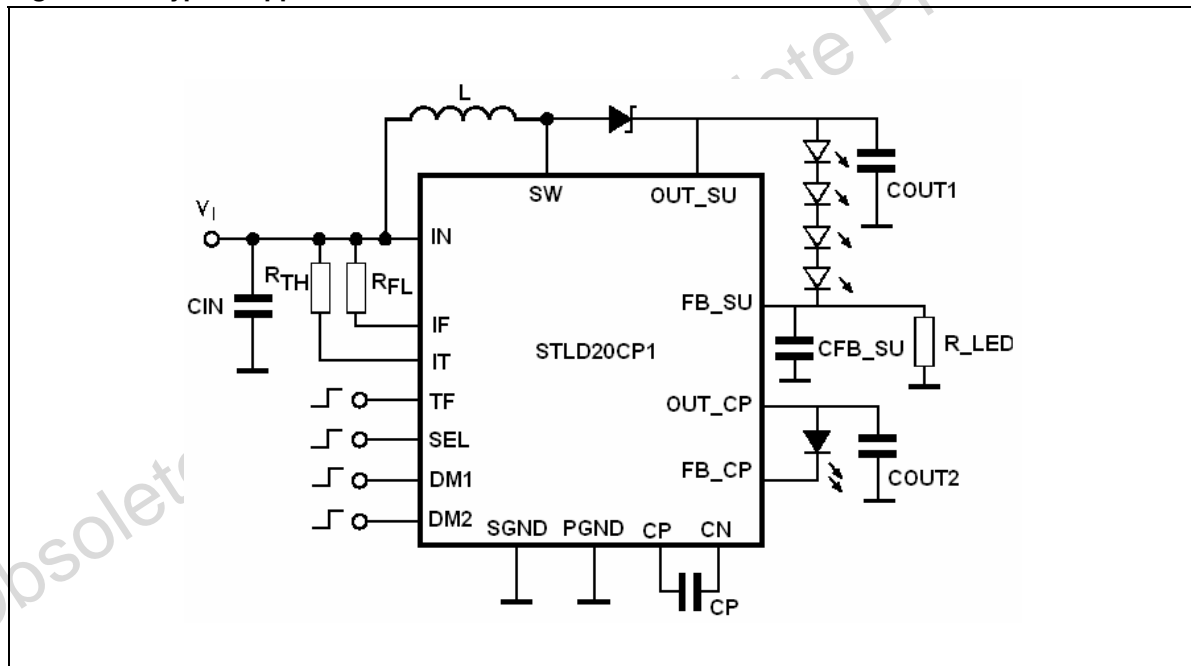 L
SW
OUT_SU
COUT1
VI
IN
RTH
RFL
CIN
FB_SU
IF
STLD20CP1
CFB_SU
R_LED
IT
TF
OUT_CP
SEL
FB_CP
COUT2
DM1
DM2
SGND
PGND
CP
CN
CP